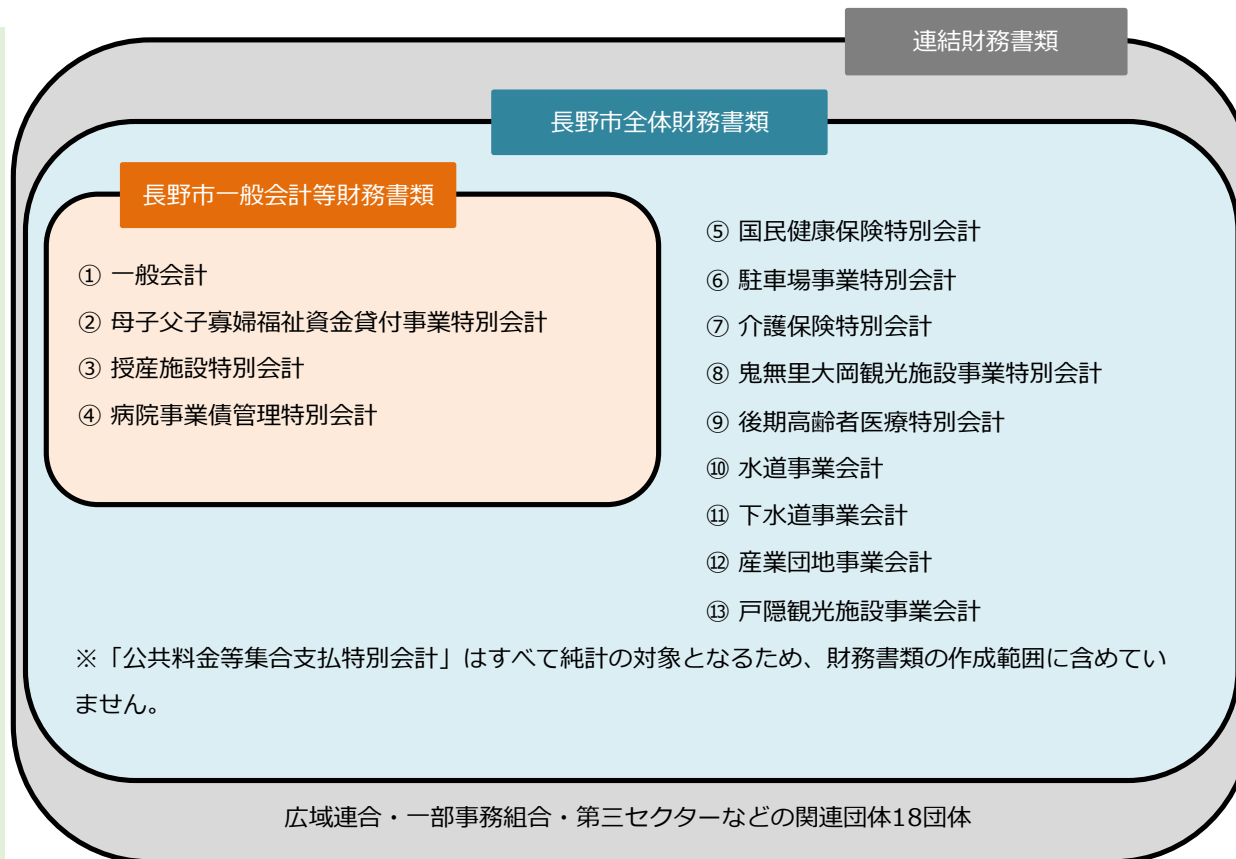 連結財務書類
長野市全体財務書類
長野市一般会計等財務書類
① 一般会計
② 母子父子寡婦福祉資金貸付事業特別会計
③ 授産施設特別会計
④ 病院事業債管理特別会計
⑤ 国民健康保険特別会計
⑥ 駐車場事業特別会計
⑦ 介護保険特別会計
⑧ 鬼無里大岡観光施設事業特別会計
⑨ 後期高齢者医療特別会計
⑩ 水道事業会計
⑪ 下水道事業会計
⑫ 産業団地事業会計
⑬ 戸隠観光施設事業会計
※「公共料金等集合支払特別会計」はすべて純計の対象となるため、財務書類の作成範囲に含めてい
ません。
広域連合・一部事務組合・第三セクターなどの関連団体18団体